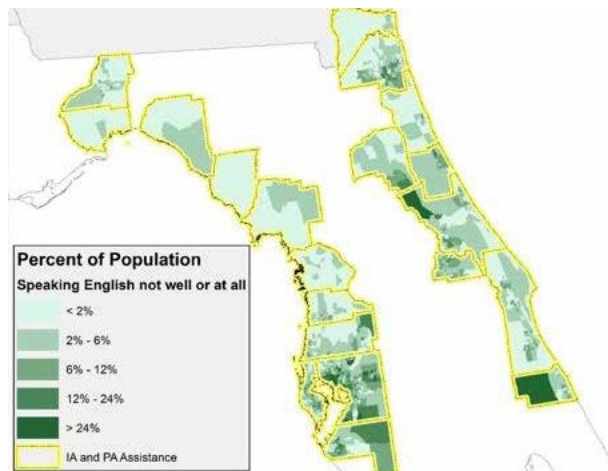 Percent of Population
Speaking English not well or at all
< 2%
2% - 6%
6% - 12%
12% - 24%
> 24%
IA and PA Assistance